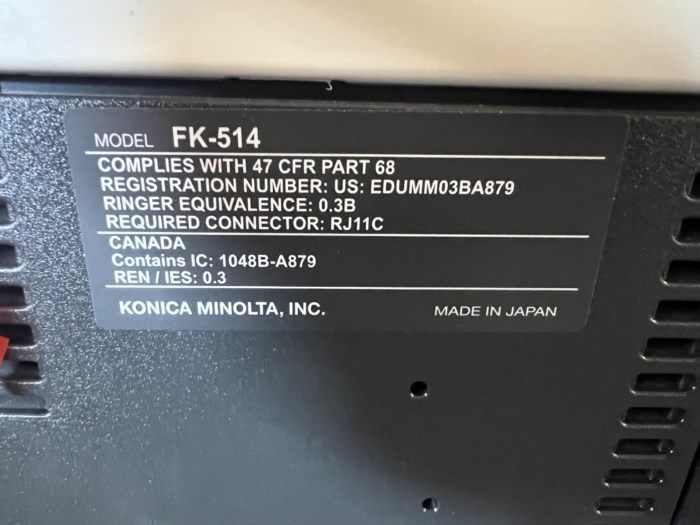 MODEL FK-514
COMPLIES WITH 47 CFR PART 68
REGISTRATION NUMBER: US: EDUMM03BA879
RINGER EQUIVALENCE: 0.3B
REQUIRED CONNECTOR: RJ11C
CANADA
Contains IC: 1048B-A879
REN / IES: 0.3
KONICA MINOLTA, INC. MADE IN JAPAN